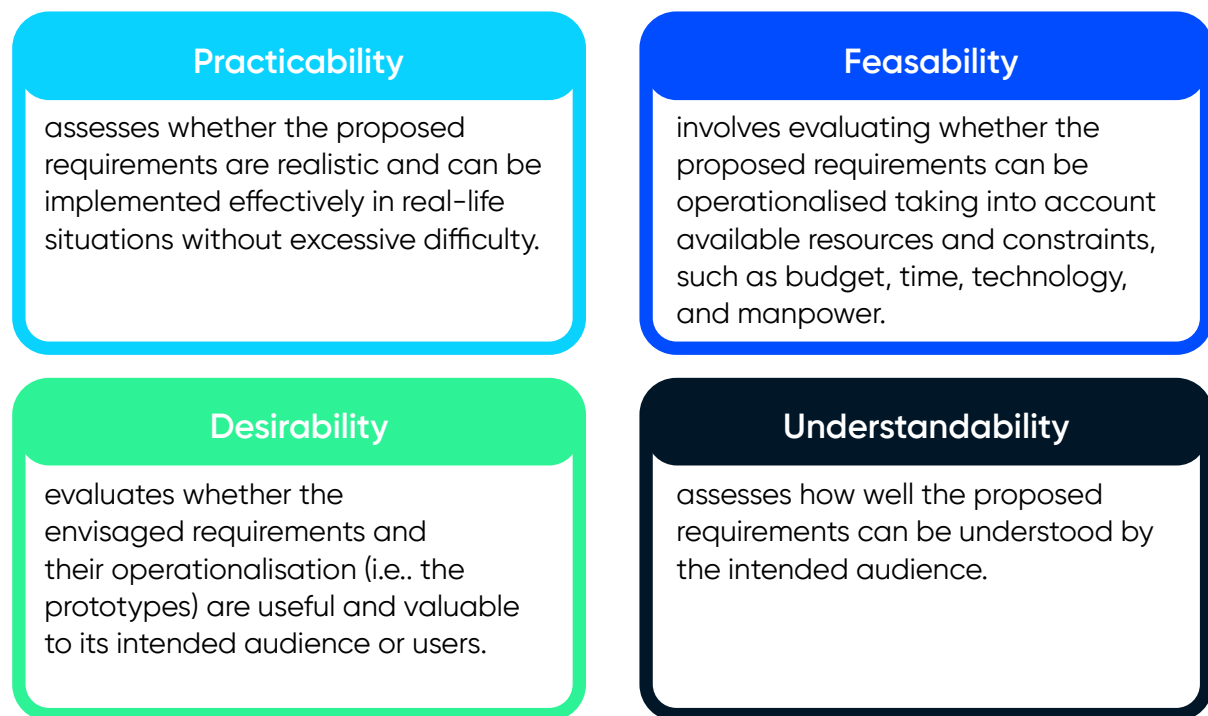 Practicability
assesses whether the proposed
requirements are realistic and can be
implemented effectively in real-life
situations without excessive difficulty.
Feasability
involves evaluating whether the
proposed requirements can be
operationalised taking into account
available resources and constraints,
such as budget, time, technology,
and manpower.
Desirability
evaluates whether the
envisaged requirements and
their operationalisation (i.e.. the
prototypes) are useful and valuable
to its intended audience or users.
Understandability
assesses how well the proposed
requirements can be understood by
the intended audience.